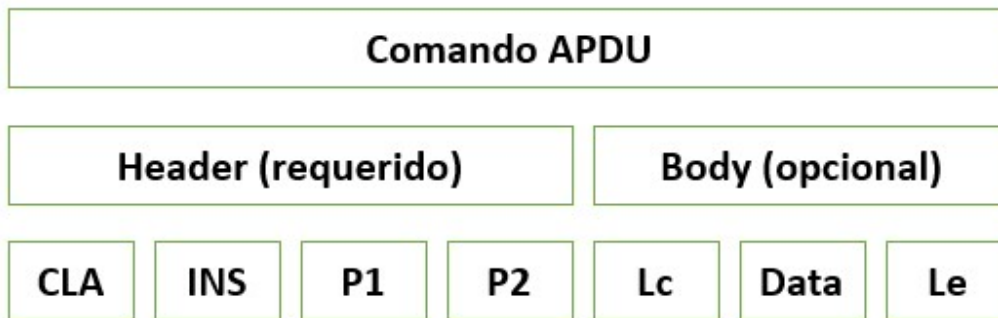 Comando APDU
Header (requerido) Body (opcional)
CLA INS P1 P2 Lc Data Le